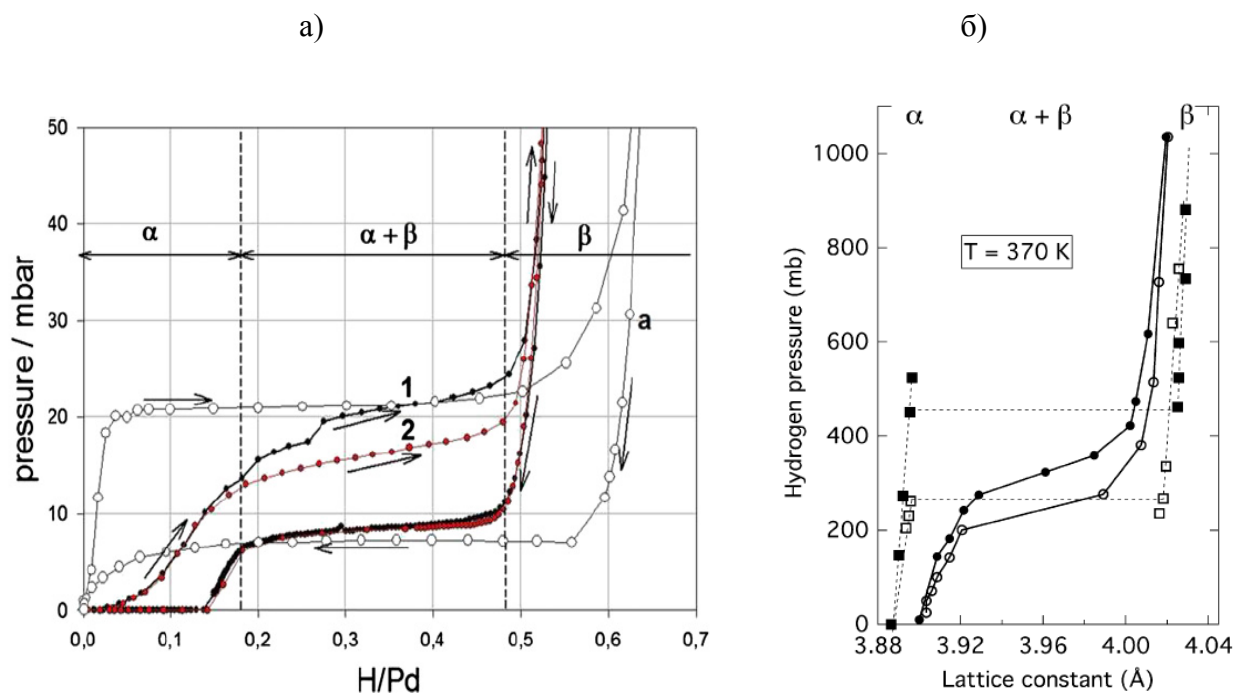 а)
б)
pressure / mbar
50
40
30
20
10
0
α
α + β
β
a
1
2
0,0 0,1 0,2 0,3 0,4 0,5 0,6 0,7
H/Pd
Hydrogen pressure (mb)
α
α + β
β
1000
800
600
400
200
0
T = 370 K
3.88 3.92 3.96 4.00 4.04
Lattice constant (Å)